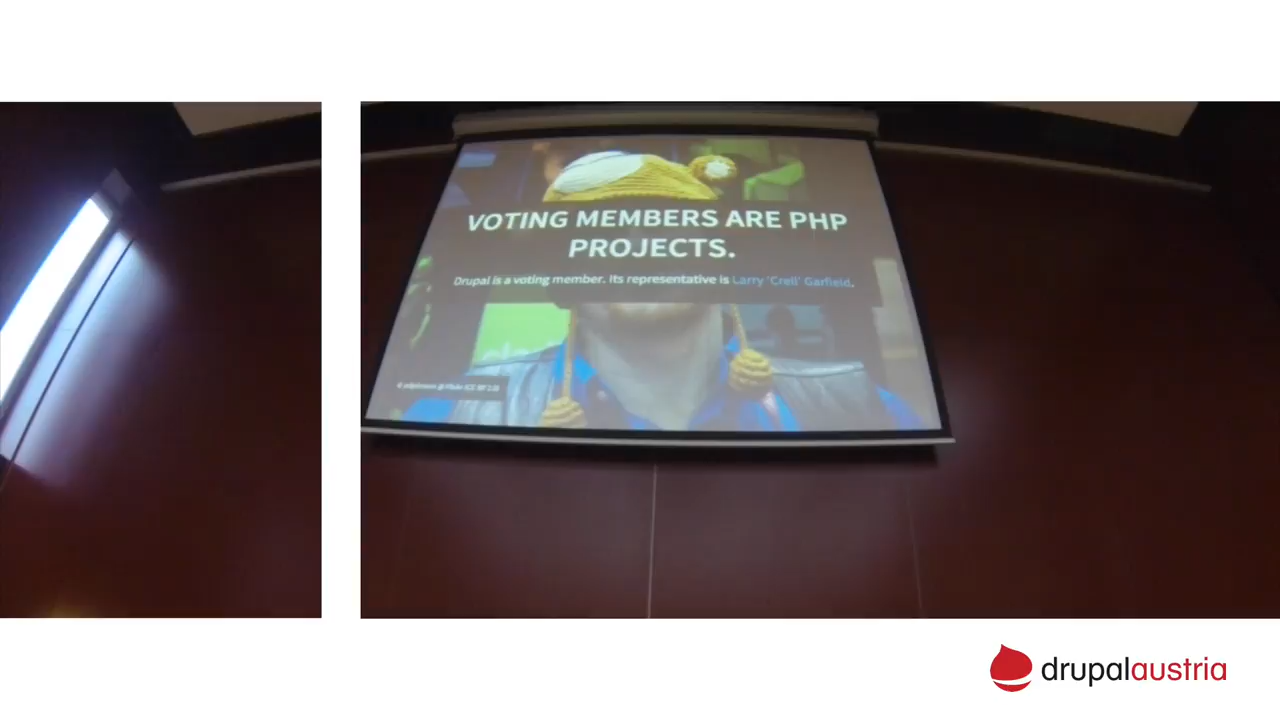 VOTING MEMBERS ARE PHP
PROJECTS.
Drupal is a voting member. Its representative is Larry 'Crell' Garfield.
drupalaustria